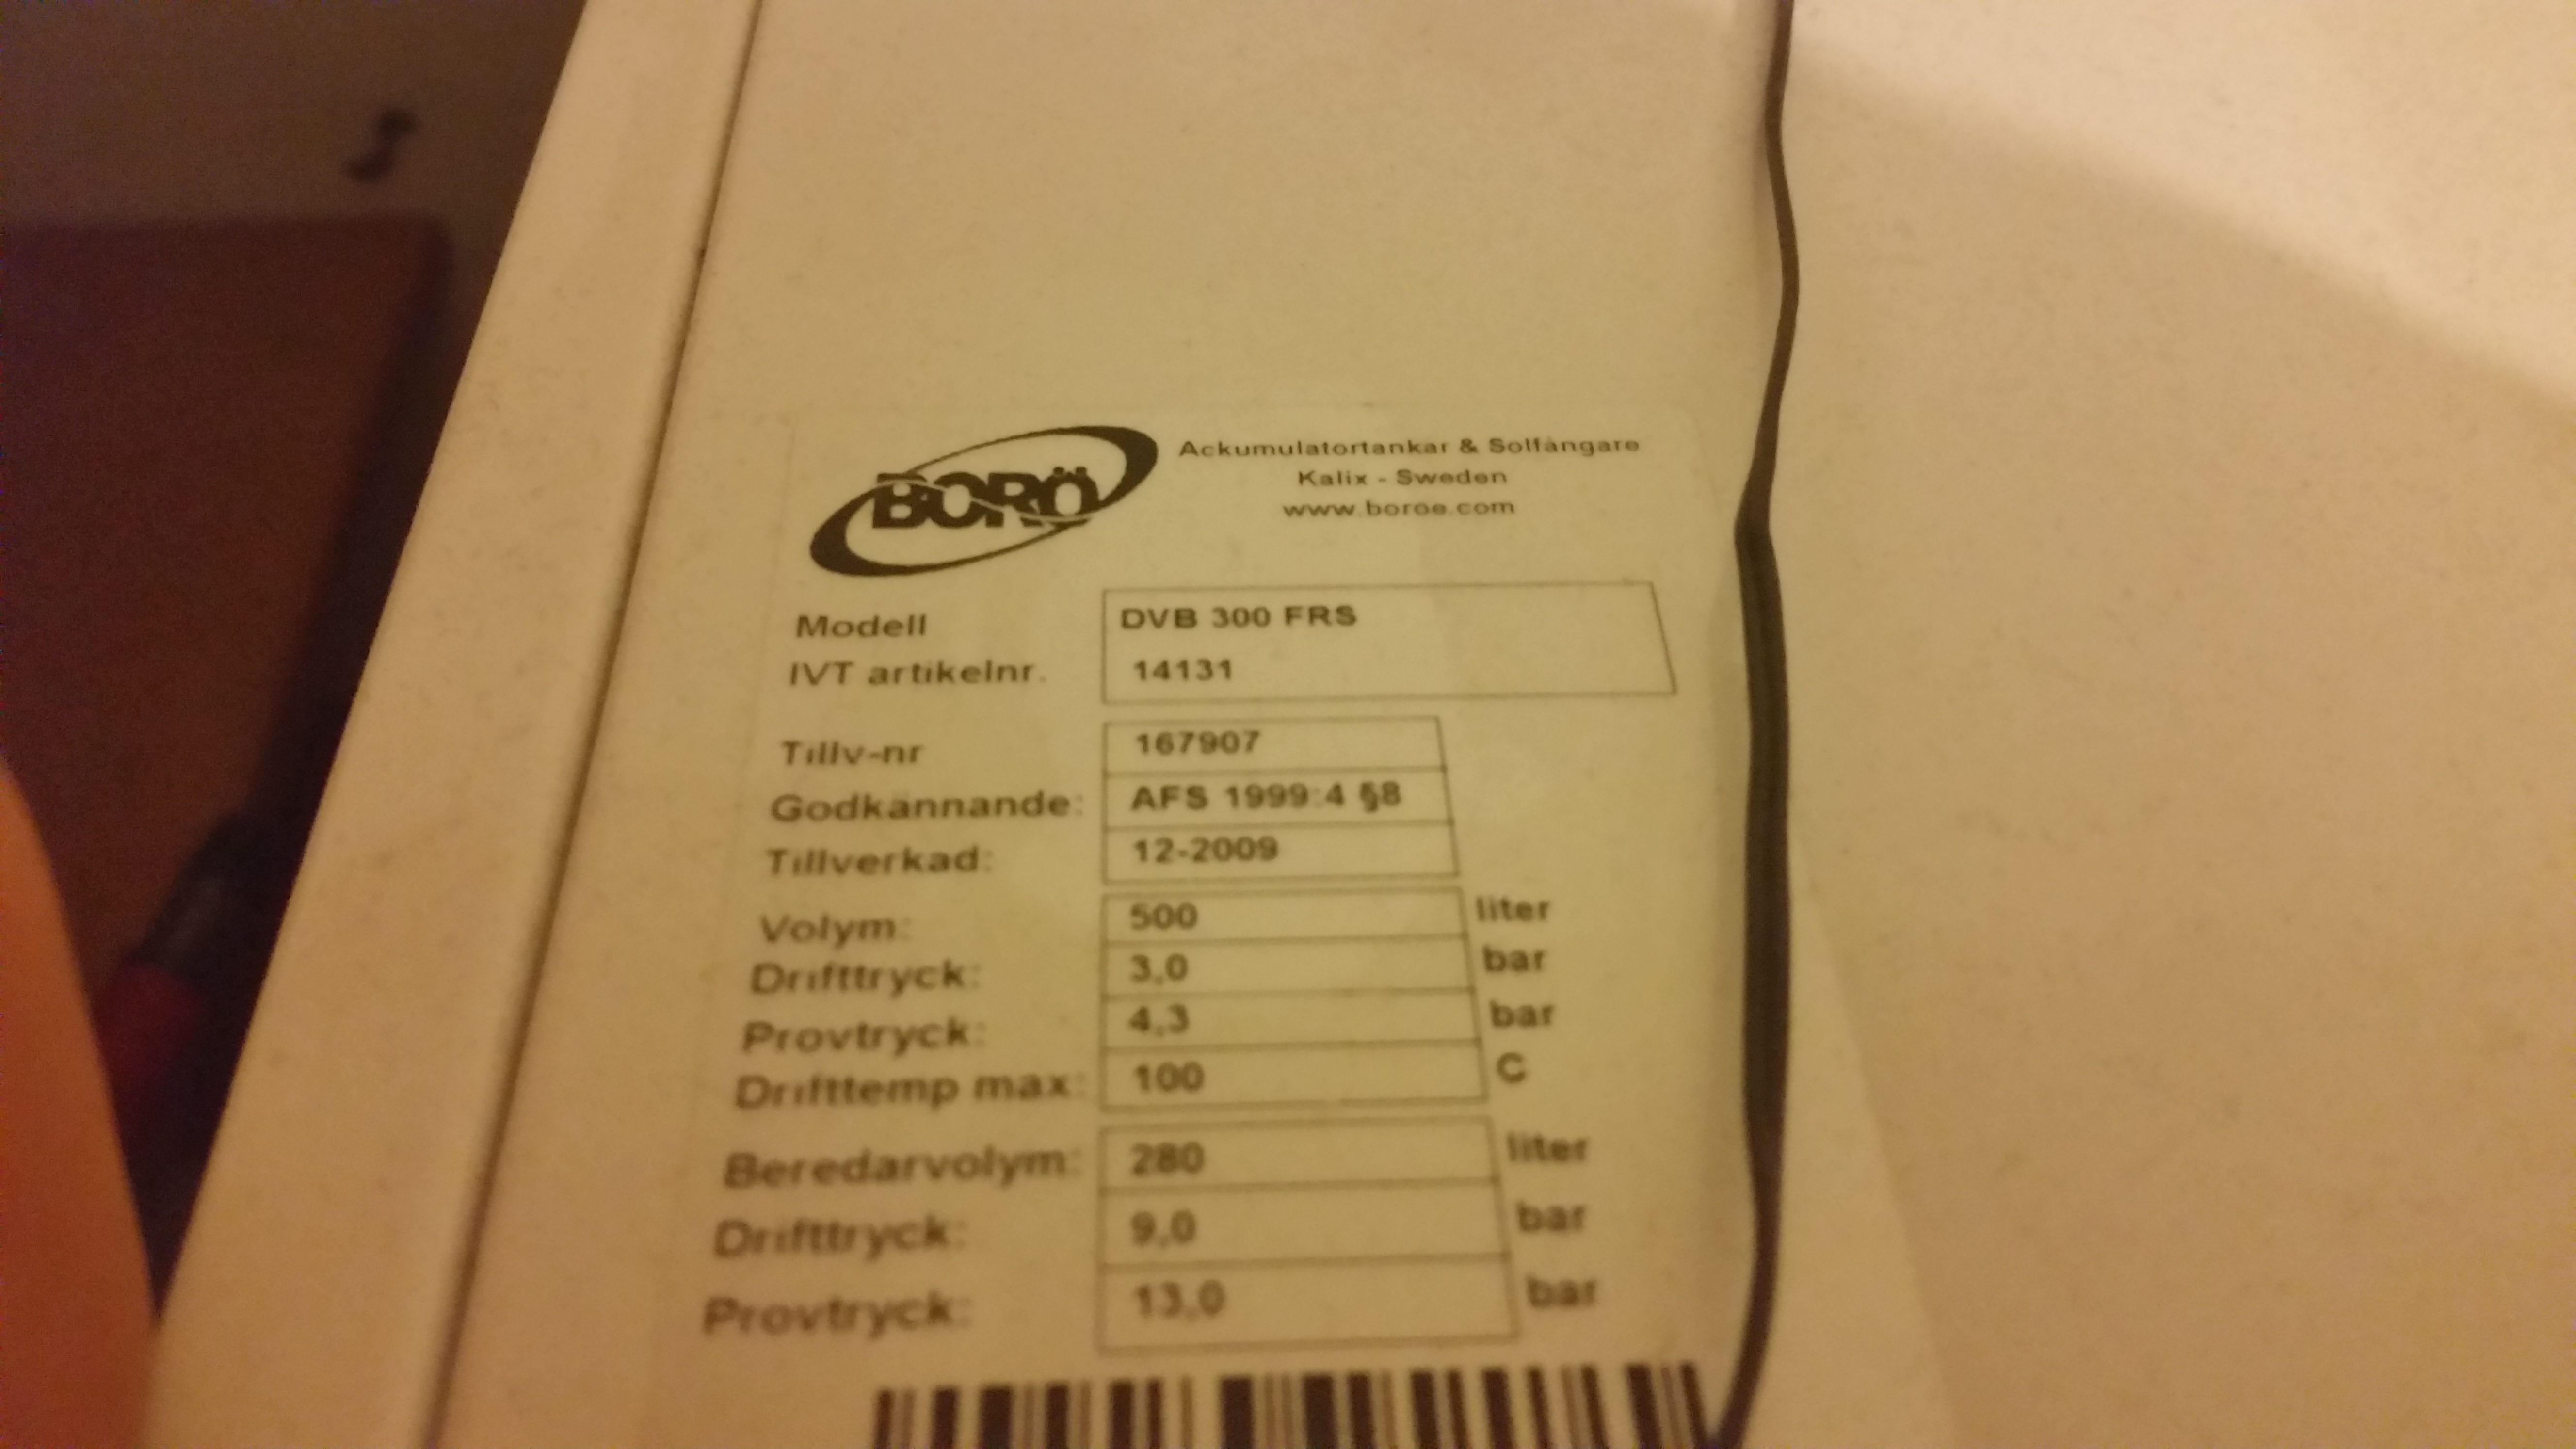 BORÖ
Ackumulatortankar & Solfångare
Kalix - Sweden
www.boroe.com
Modell DVB 300 FRS
IVT artikelnr. 14131
Tillv-nr 167907
Godkännande: AFS 1999:4 §8
Tillverkad: 12-2009
Volym: 500 liter
Drifttryck: 3,0 bar
Provtryck: 4,3 bar
Drifttemp max: 100 C
Beredarvolym: 280 liter
Drifttryck: 9,0 bar
Provtryck: 13,0 bar